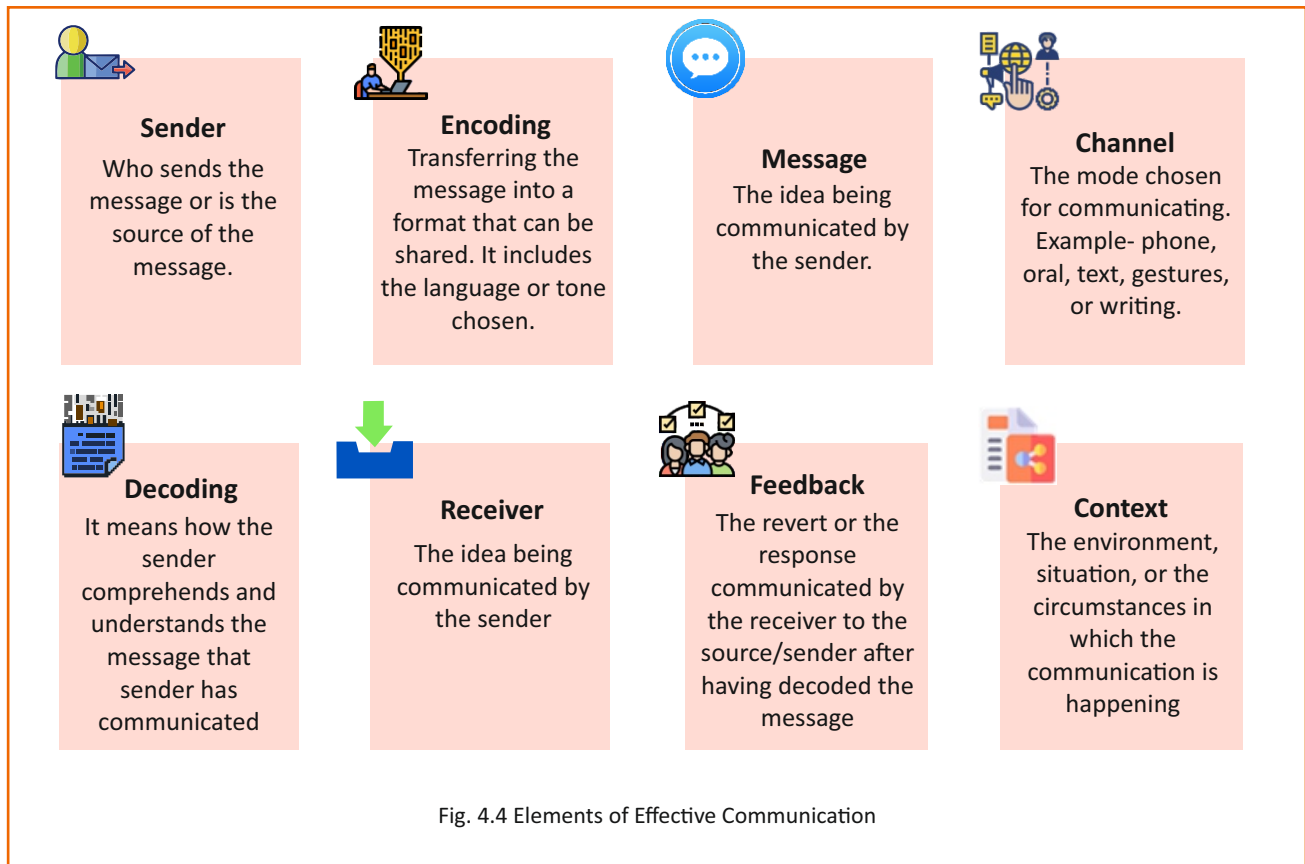 Sender
Who sends the
message or is the
source of the
message.
Encoding
Transferring the
message into a
format that can be
shared. It includes
the language or tone
chosen.
Message
The idea being
communicated by
the sender.
Channel
The mode chosen
for communicating.
Example- phone,
oral, text, gestures,
or writing.
Decoding
It means how the
sender
comprehends and
understands the
message that
sender has
communicated
Receiver
The idea being
communicated by
the sender
Feedback
The revert or the
response
communicated by
the receiver to the
source/sender after
having decoded the
message
Context
The environment,
situation, or the
circumstances in
which the
communication is
happening
Fig. 4.4 Elements of Effective Communication